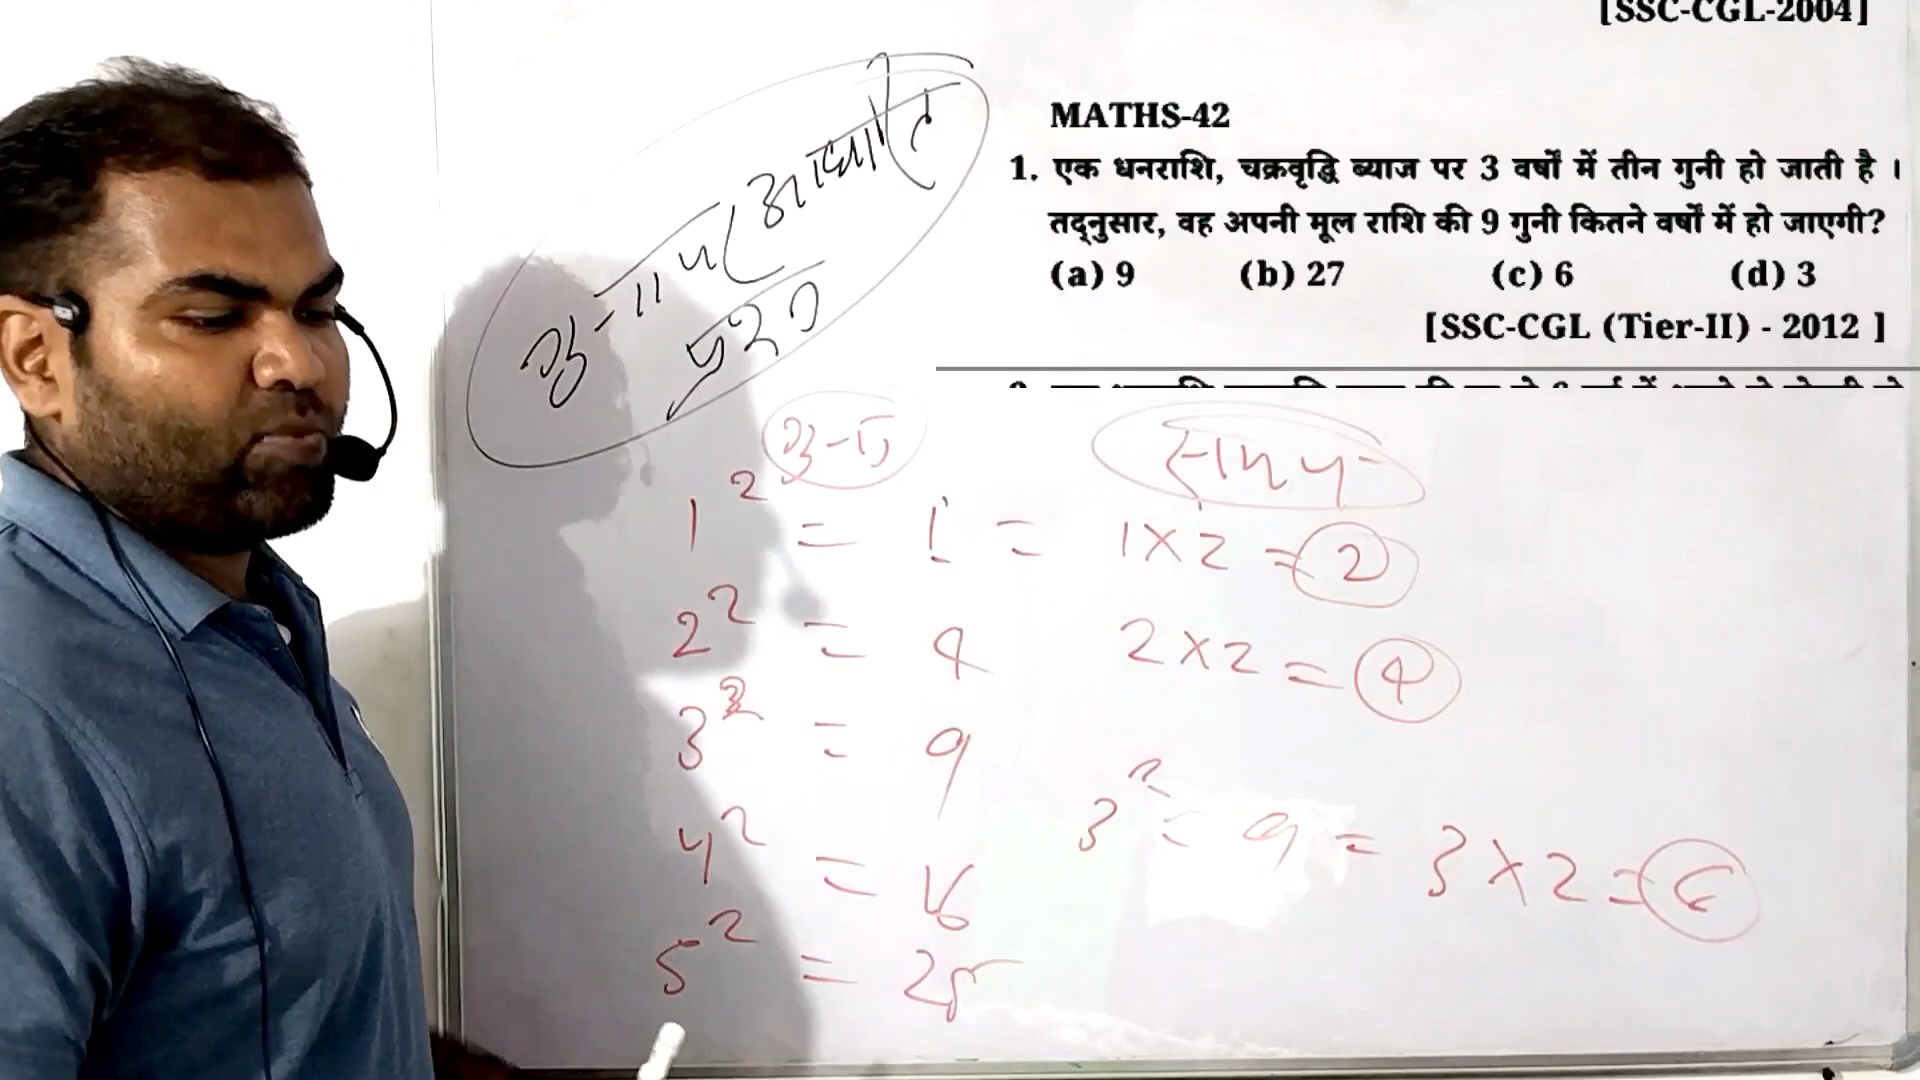 [SSC-CGL-2004]
MATHS-42
1. एक धनराशि, चक्रवृद्धि ब्याज पर 3 वर्षों में तीन गुनी हो जाती है ।
तद्नुसार, वह अपनी मूल राशि की 9 गुनी कितने वर्षों में हो जाएगी?
(a) 9 (b) 27 (c) 6 (d) 3
[SSC-CGL (Tier-II) - 2012 ]
समय
1² = 1 = 1×2 = 2
2² = 4 2×2 = 4
3² = 9
3² = 9 = 3×2 = 6
4² = 16
5² = 25